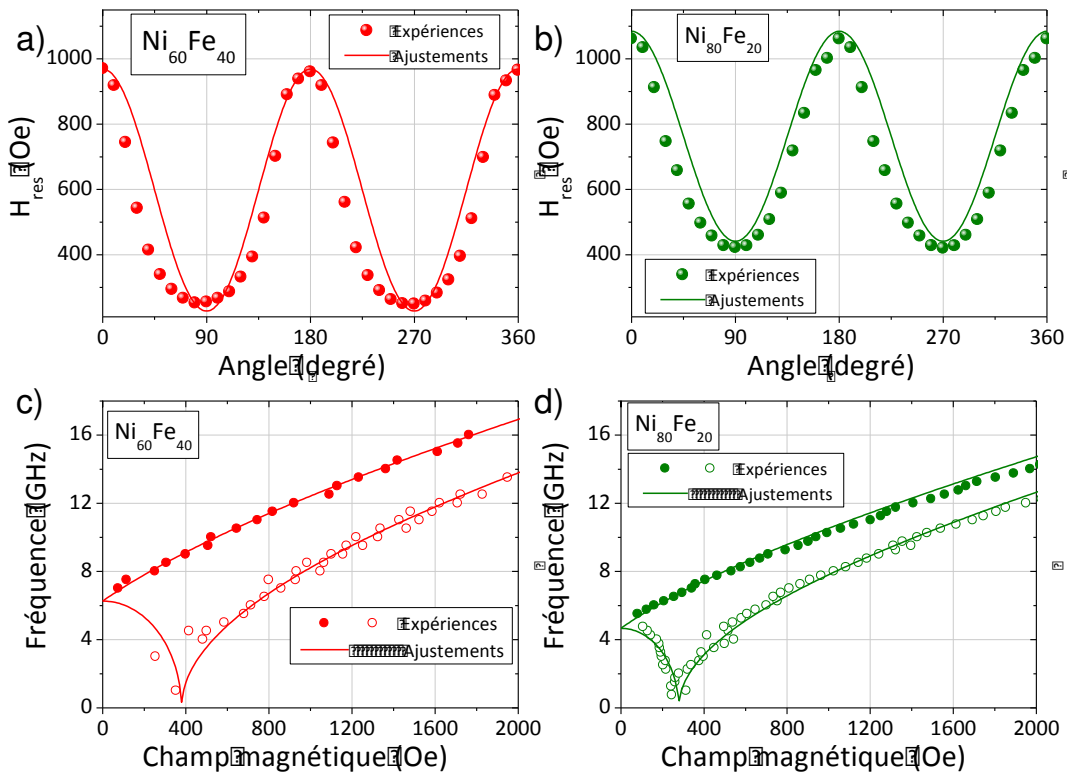 a)
Ni60Fe40
Expériences
Ajustements
Hres (Oe)
1000
800
600
400
0 90 180 270 360
Angle (degré)
b)
Ni80Fe20
Expériences
Ajustements
Hres (Oe)
1000
800
600
400
0 90 180 270 360
Angle (degré)
c)
Ni60Fe40
Expériences
Ajustements
Fréquence (GHz)
16
12
8
4
0
0 400 800 1200 1600 2000
Champ magnétique (Oe)
d)
Ni80Fe20
Expériences
Ajustements
Fréquence (GHz)
16
12
8
4
0
0 400 800 1200 1600 2000
Champ magnétique (Oe)